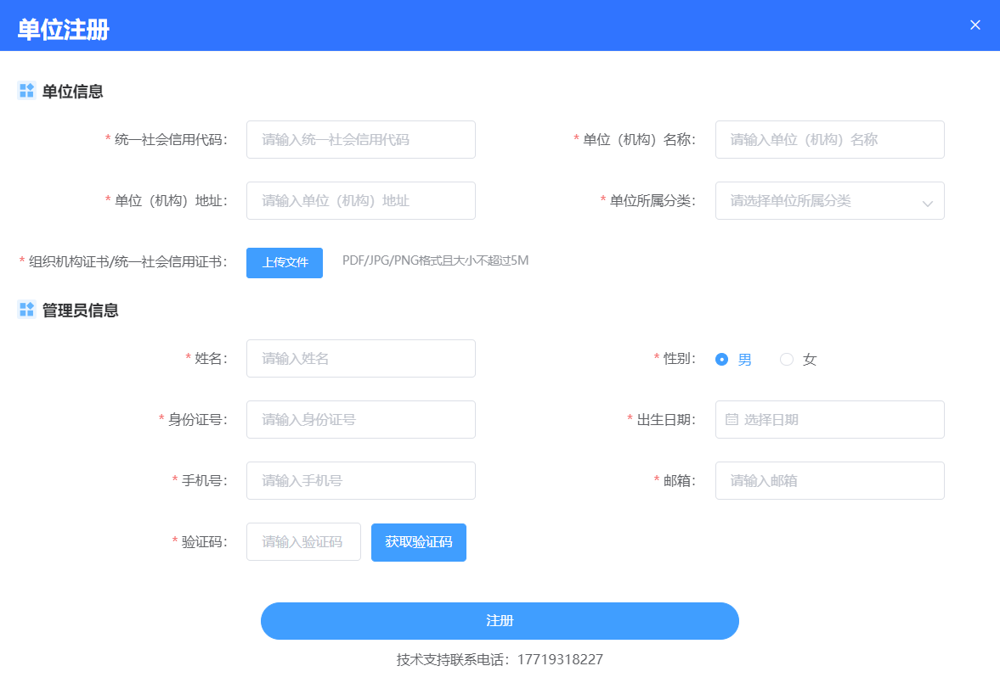 单位注册
单位信息
* 统一社会信用代码： 请输入统一社会信用代码 * 单位（机构）名称： 请输入单位（机构）名称
* 单位（机构）地址： 请输入单位（机构）地址 * 单位所属分类： 请选择单位所属分类
* 组织机构证书/统一社会信用证书： 上传文件 PDF/JPG/PNG格式且大小不超过5M
管理员信息
* 姓名： 请输入姓名 * 性别： 男 女
* 身份证号： 请输入身份证号 * 出生日期： 选择日期
* 手机号： 请输入手机号 * 邮箱： 请输入邮箱
* 验证码： 请输入验证码 获取验证码
注册
技术支持联系电话：17719318227